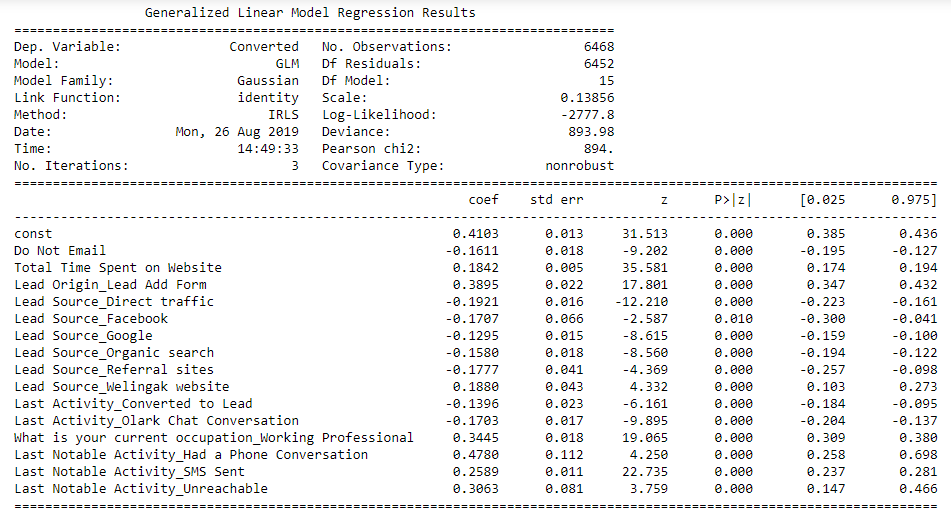 Generalized Linear Model Regression Results
==============================================================================
Dep. Variable: Converted No. Observations: 6468
Model: GLM Df Residuals: 6452
Model Family: Gaussian Df Model: 15
Link Function: identity Scale: 0.13856
Method: IRLS Log-Likelihood: -2777.8
Date: Mon, 26 Aug 2019 Deviance: 893.98
Time: 14:49:33 Pearson chi2: 894.
No. Iterations: 3 Covariance Type: nonrobust
========================================================================================================================
coef std err z P>|z| [0.025 0.975]
------------------------------------------------------------------------------------------------------------------------
const 0.4103 0.013 31.513 0.000 0.385 0.436
Do Not Email -0.1611 0.018 -9.202 0.000 -0.195 -0.127
Total Time Spent on Website 0.1842 0.005 35.581 0.000 0.174 0.194
Lead Origin_Lead Add Form 0.3895 0.022 17.801 0.000 0.347 0.432
Lead Source_Direct traffic -0.1921 0.016 -12.210 0.000 -0.223 -0.161
Lead Source_Facebook -0.1707 0.066 -2.587 0.010 -0.300 -0.041
Lead Source_Google -0.1295 0.015 -8.615 0.000 -0.159 -0.100
Lead Source_Organic search -0.1580 0.018 -8.560 0.000 -0.194 -0.122
Lead Source_Referral sites -0.1777 0.041 -4.369 0.000 -0.257 -0.098
Lead Source_Welingak website 0.1880 0.043 4.332 0.000 0.103 0.273
Last Activity_Converted to Lead -0.1396 0.023 -6.161 0.000 -0.184 -0.095
Last Activity_Olark Chat Conversation -0.1703 0.017 -9.895 0.000 -0.204 -0.137
What is your current occupation_Working Professional 0.3445 0.018 19.065 0.000 0.309 0.380
Last Notable Activity_Had a Phone Conversation 0.4780 0.112 4.250 0.000 0.258 0.698
Last Notable Activity_SMS Sent 0.2589 0.011 22.735 0.000 0.237 0.281
Last Notable Activity_Unreachable 0.3063 0.081 3.759 0.000 0.147 0.466
========================================================================================================================